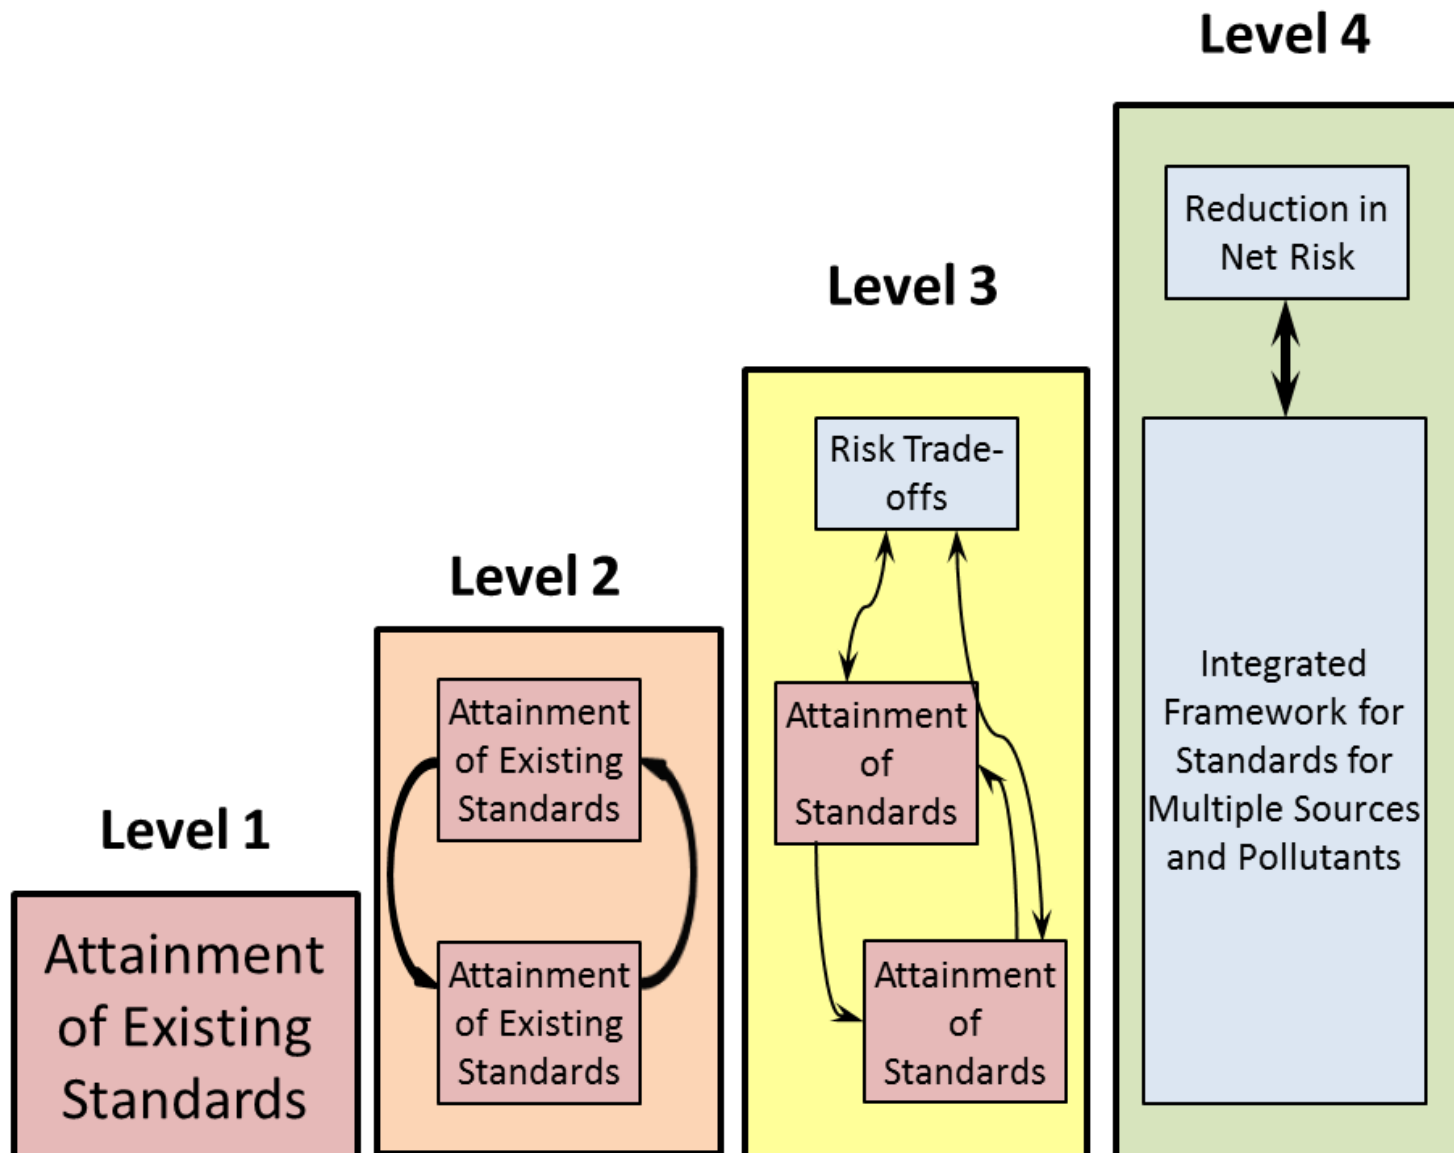 Level 4
Reduction in
Net Risk
Integrated
Framework for
Standards for
Multiple Sources
and Pollutants
Level 3
Risk Trade-
offs
Attainment
of
Standards
Attainment
of
Standards
Level 2
Attainment
of Existing
Standards
Attainment
of Existing
Standards
Level 1
Attainment
of Existing
Standards